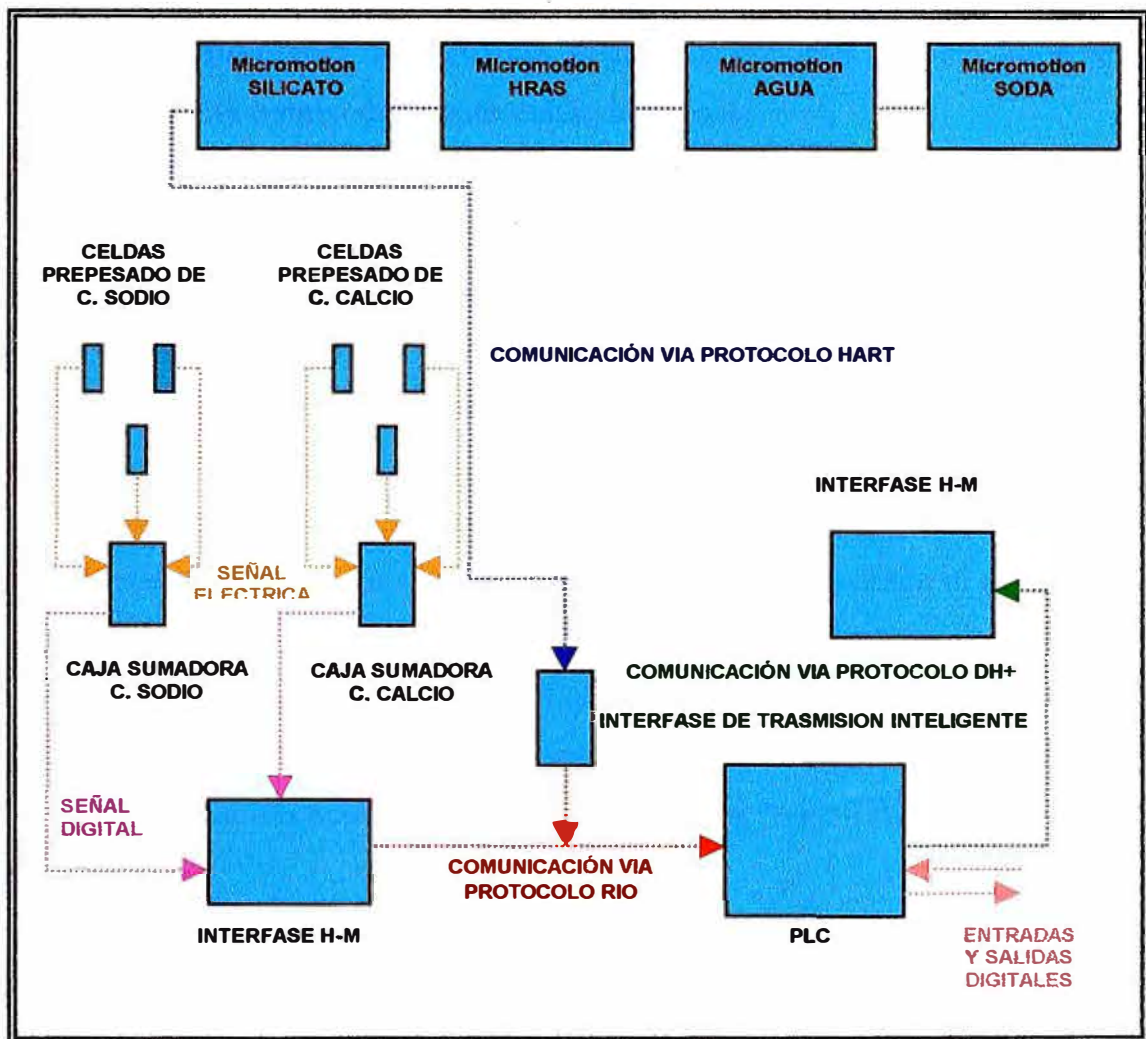 Micromotion
SILICATO
Micromotion
HRAS
Micromotion
AGUA
Micromotion
SODA
CELDAS
PREPESADO DE
C. SODIO
CELDAS
PREPESADO DE
C. CALCIO
COMUNICACIÓN VIA PROTOCOLO HART
INTERFASE H-M
SEÑAL
ELECTRICA
CAJA SUMADORA
C. SODIO
CAJA SUMADORA
C. CALCIO
COMUNICACIÓN VIA PROTOCOLO DH+
INTERFASE DE TRASMISION INTELIGENTE
SEÑAL
DIGITAL
COMUNICACIÓN VIA
PROTOCOLO RIO
INTERFASE H-M
PLC
ENTRADAS
Y SALIDAS
DIGITALES